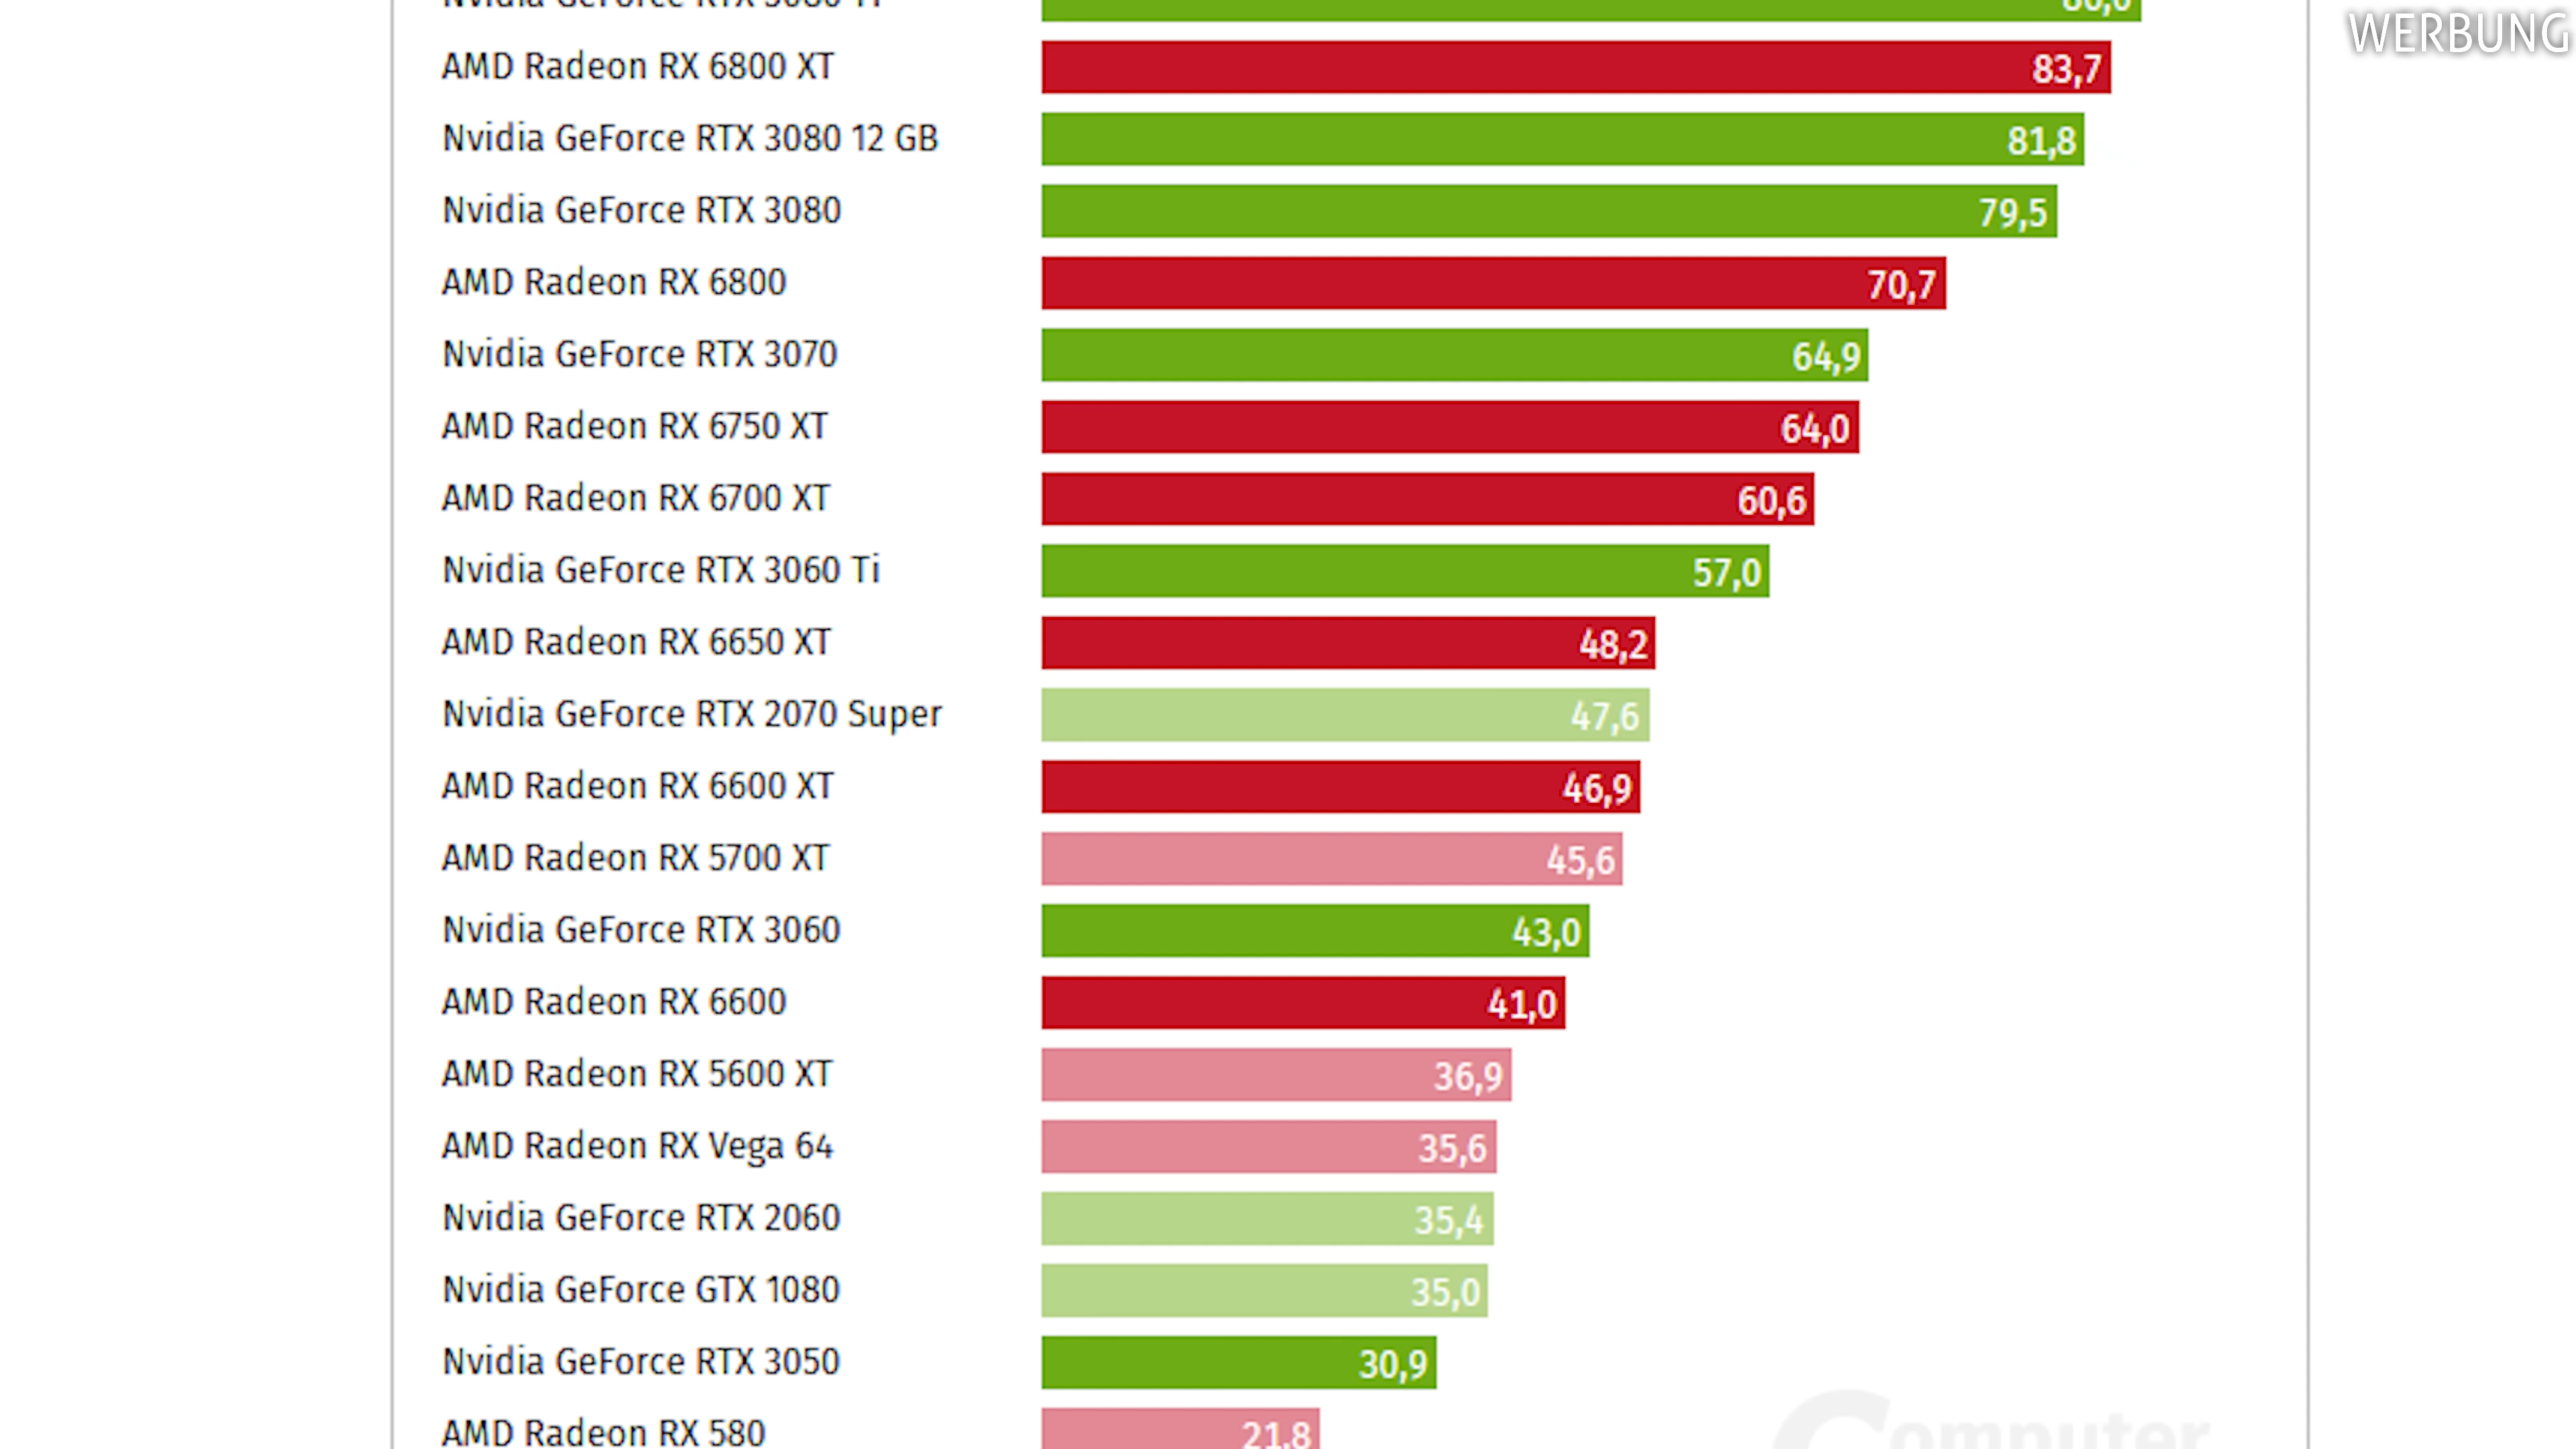 Nvidia GeForce RTX 3080 Ti
WERBUNG
AMD Radeon RX 6800 XT 83,7
Nvidia GeForce RTX 3080 12 GB 81,8
Nvidia GeForce RTX 3080 79,5
AMD Radeon RX 6800 70,7
Nvidia GeForce RTX 3070 64,9
AMD Radeon RX 6750 XT 64,0
AMD Radeon RX 6700 XT 60,6
Nvidia GeForce RTX 3060 Ti 57,0
AMD Radeon RX 6650 XT 48,2
Nvidia GeForce RTX 2070 Super 47,6
AMD Radeon RX 6600 XT 46,9
AMD Radeon RX 5700 XT 45,6
Nvidia GeForce RTX 3060 43,0
AMD Radeon RX 6600 41,0
AMD Radeon RX 5600 XT 36,9
AMD Radeon RX Vega 64 35,6
Nvidia GeForce RTX 2060 35,4
Nvidia GeForce GTX 1080 35,0
Nvidia GeForce RTX 3050 30,9
AMD Radeon RX 580 21,8
Computer